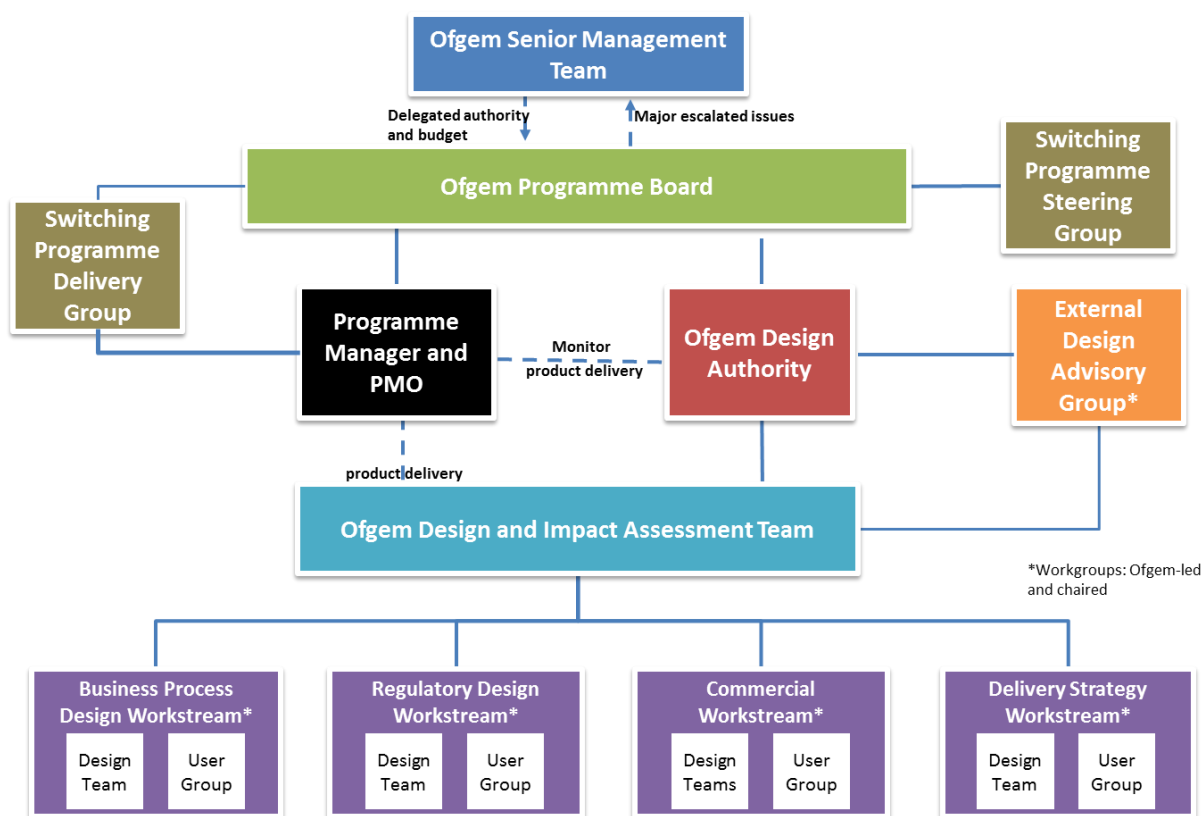 Ofgem Senior Management
Team
Delegated authority
and budget
Major escalated issues
Ofgem Programme Board
Switching
Programme
Steering
Group
Switching
Programme
Delivery
Group
Programme
Manager and
PMO
Monitor
product delivery
Ofgem Design
Authority
External
Design
Advisory
Group*
product delivery
Ofgem Design and Impact Assessment Team
*Workgroups: Ofgem-led
and chaired
Business Process
Design Workstream*
Design
Team
User
Group
Regulatory Design
Workstream*
Design
Team
User
Group
Commercial
Workstream*
Design
Teams
User
Group
Delivery Strategy
Workstream*
Design
Team
User
Group